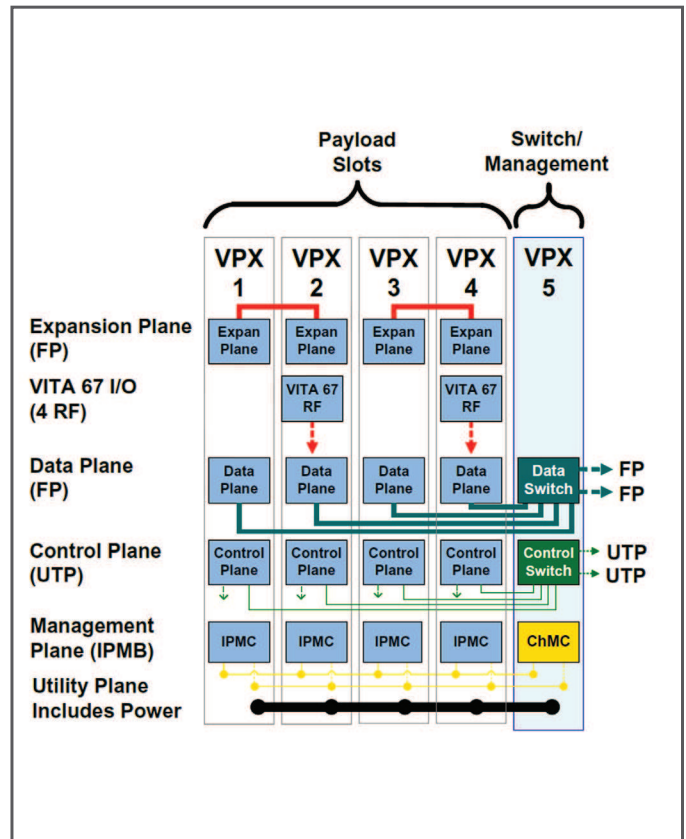 Payload
Slots
Switch/
Management
VPX
1
VPX
2
VPX
3
VPX
4
VPX
5
Expansion Plane
(FP)
Expan
Plane
Expan
Plane
Expan
Plane
Expan
Plane
VITA 67 I/O
(4 RF)
VITA 67
RF
VITA 67
RF
Data Plane
(FP)
Data
Plane
Data
Plane
Data
Plane
Data
Plane
Data
Switch
FP
FP
Control Plane
(UTP)
Control
Plane
Control
Plane
Control
Plane
Control
Plane
Control
Switch
UTP
UTP
Management
Plane (IPMB)
IPMC
IPMC
IPMC
IPMC
ChMC
Utility Plane
Includes Power